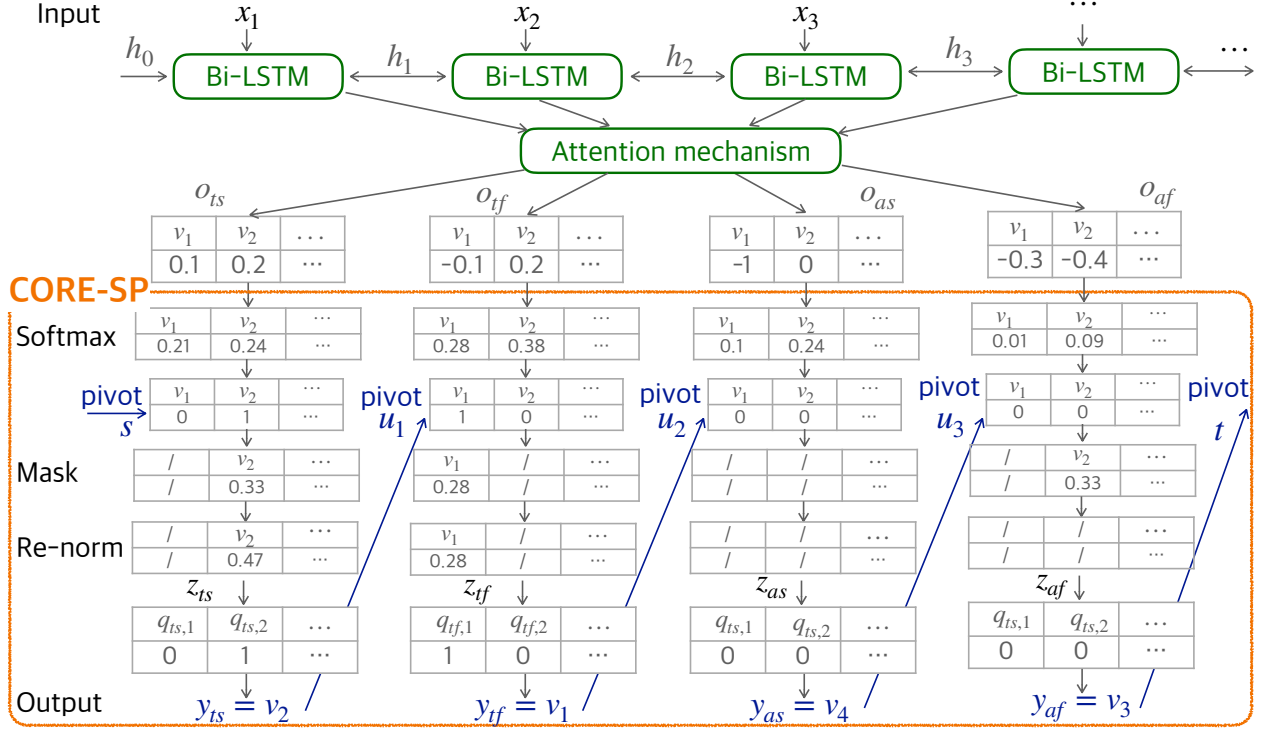 Input x₁ x₂ x₃ ...
h₀ Bi-LSTM h₁ Bi-LSTM h₂ Bi-LSTM h₃ Bi-LSTM ...
Attention mechanism
o_ts o_tf o_as o_af
v₁ v₂ ... v₁ v₂ ... v₁ v₂ ... v₁ v₂ ...
0.1 0.2 ... -0.1 0.2 ... -1 0 ... -0.3 -0.4 ...
CORE-SP
Softmax
v₁ v₂ ... v₁ v₂ ... v₁ v₂ ... v₁ v₂ ...
0.21 0.24 ... 0.28 0.38 ... 0.1 0.24 ... 0.01 0.09 ...
pivot s pivot u₁ pivot u₂ pivot u₃ pivot t
v₁ v₂ ... v₁ v₂ ... v₁ v₂ ... v₁ v₂ ...
0 1 ... 1 0 ... 0 0 ... 0 0 ...
Mask
/ v₂ ... v₁ / ... / / ... / v₂ ...
/ 0.33 ... 0.28 / ... / / ... / 0.33 ...
Re-norm
/ v₂ ... v₁ / ... / / ... / / ...
/ 0.47 ... 0.28 / ... / / ... / / ...
z_ts z_tf z_as z_af
q_ts,1 q_ts,2 ... q_tf,1 q_tf,2 ... q_ts,1 q_ts,2 ... q_ts,1 q_ts,2 ...
0 1 ... 1 0 ... 0 0 ... 0 0 ...
Output y_ts = v₂ y_tf = v₁ y_as = v₄ y_af = v₃